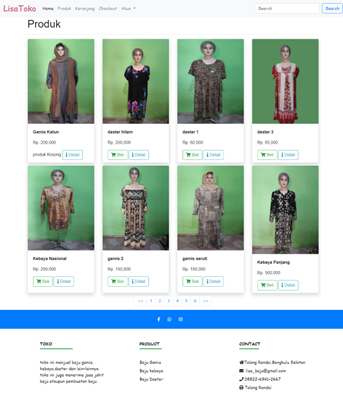 LisaToko
Home Produk Keranjang Checkout Akun
Search Search
Produk
Gamis Katun
Rp. 200,000
produk Kosong Detail
daster hitam
Rp. 200,000
Beli Detail
daster 1
Rp. 60,000
Beli Detail
daster 3
Rp. 65,000
Beli Detail
Kebaya Nasional
Rp. 200,000
Beli Detail
gamis 2
Rp. 150,000
Beli Detail
gamis seruti
Rp. 150,000
Beli Detail
Kebaya Panjang
Rp. 500,000
Beli Detail
<< 1 2 3 4 5 6 >>
TOKO
toko ini menjual baju gamis,
kebaya,daster dan lain-lainnya
toko ini juga menerima jasa jahit
baju ataupun pembuatan baju
PRODUCT
Baju Gamis
Baju kebaya
Baju Daster
CONTACT
Talang Randai Bengkulu Selatan
lisa_baju@gmail.com
08822-6941-2667
Talang Randai